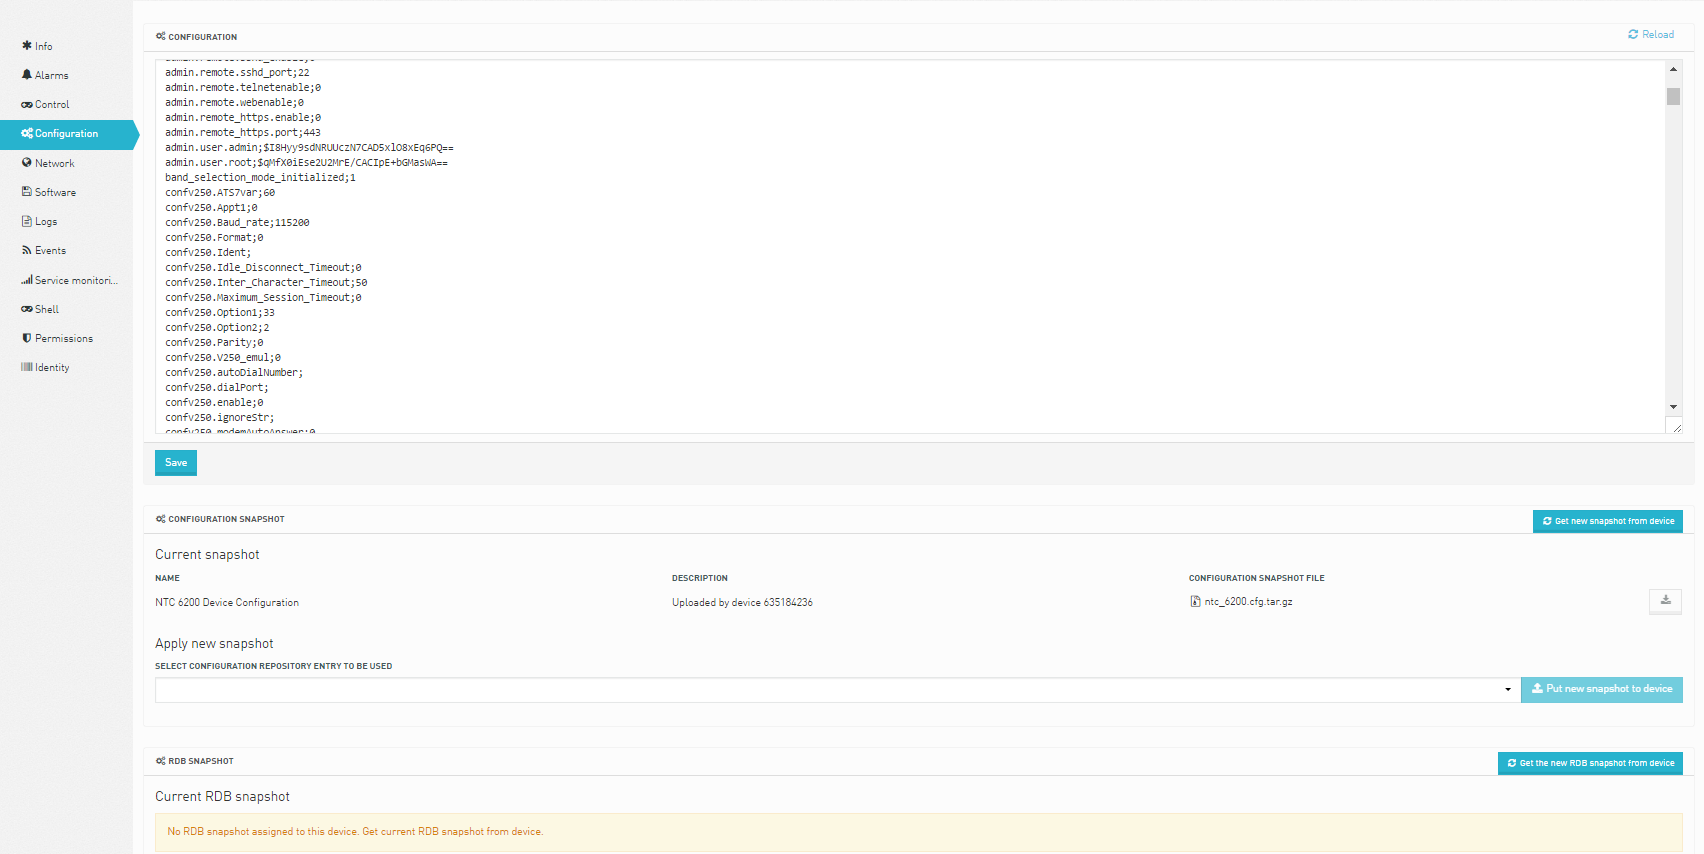 Info
Alarms
Control
Configuration
Network
Software
Logs
Events
Service monitori...
Shell
Permissions
Identity
CONFIGURATION
Reload
admin.remote.sshd_port;22
admin.remote.telnetenable;0
admin.remote.webenable;0
admin.remote_https.enable;0
admin.remote_https.port;443
admin.user.admin;$I8Hyy9sdNRUUczN7CAD5xlO8xEq6PQ==
admin.user.root;$qMfX0iEse2U2MrE/CACIpE+bGMasWA==
band_selection_mode_initialized;1
confv250.ATS7var;60
confv250.Appt1;0
confv250.Baud_rate;115200
confv250.Format;0
confv250.Ident;
confv250.Idle_Disconnect_Timeout;0
confv250.Inter_Character_Timeout;50
confv250.Maximum_Session_Timeout;0
confv250.Option1;33
confv250.Option2;2
confv250.Parity;0
confv250.V250_emul;0
confv250.autoDialNumber;
confv250.dialPort;
confv250.enable;0
confv250.ignoreStr;
confv250.modemAutoAnswer;0
Save
CONFIGURATION SNAPSHOT
Get new snapshot from device
Current snapshot
NAME DESCRIPTION CONFIGURATION SNAPSHOT FILE
NTC 6200 Device Configuration Uploaded by device 635184236 ntc_6200.cfg.tar.gz
Apply new snapshot
SELECT CONFIGURATION REPOSITORY ENTRY TO BE USED
Put new snapshot to device
RDB SNAPSHOT
Get the new RDB snapshot from device
Current RDB snapshot
No RDB snapshot assigned to this device. Get current RDB snapshot from device.